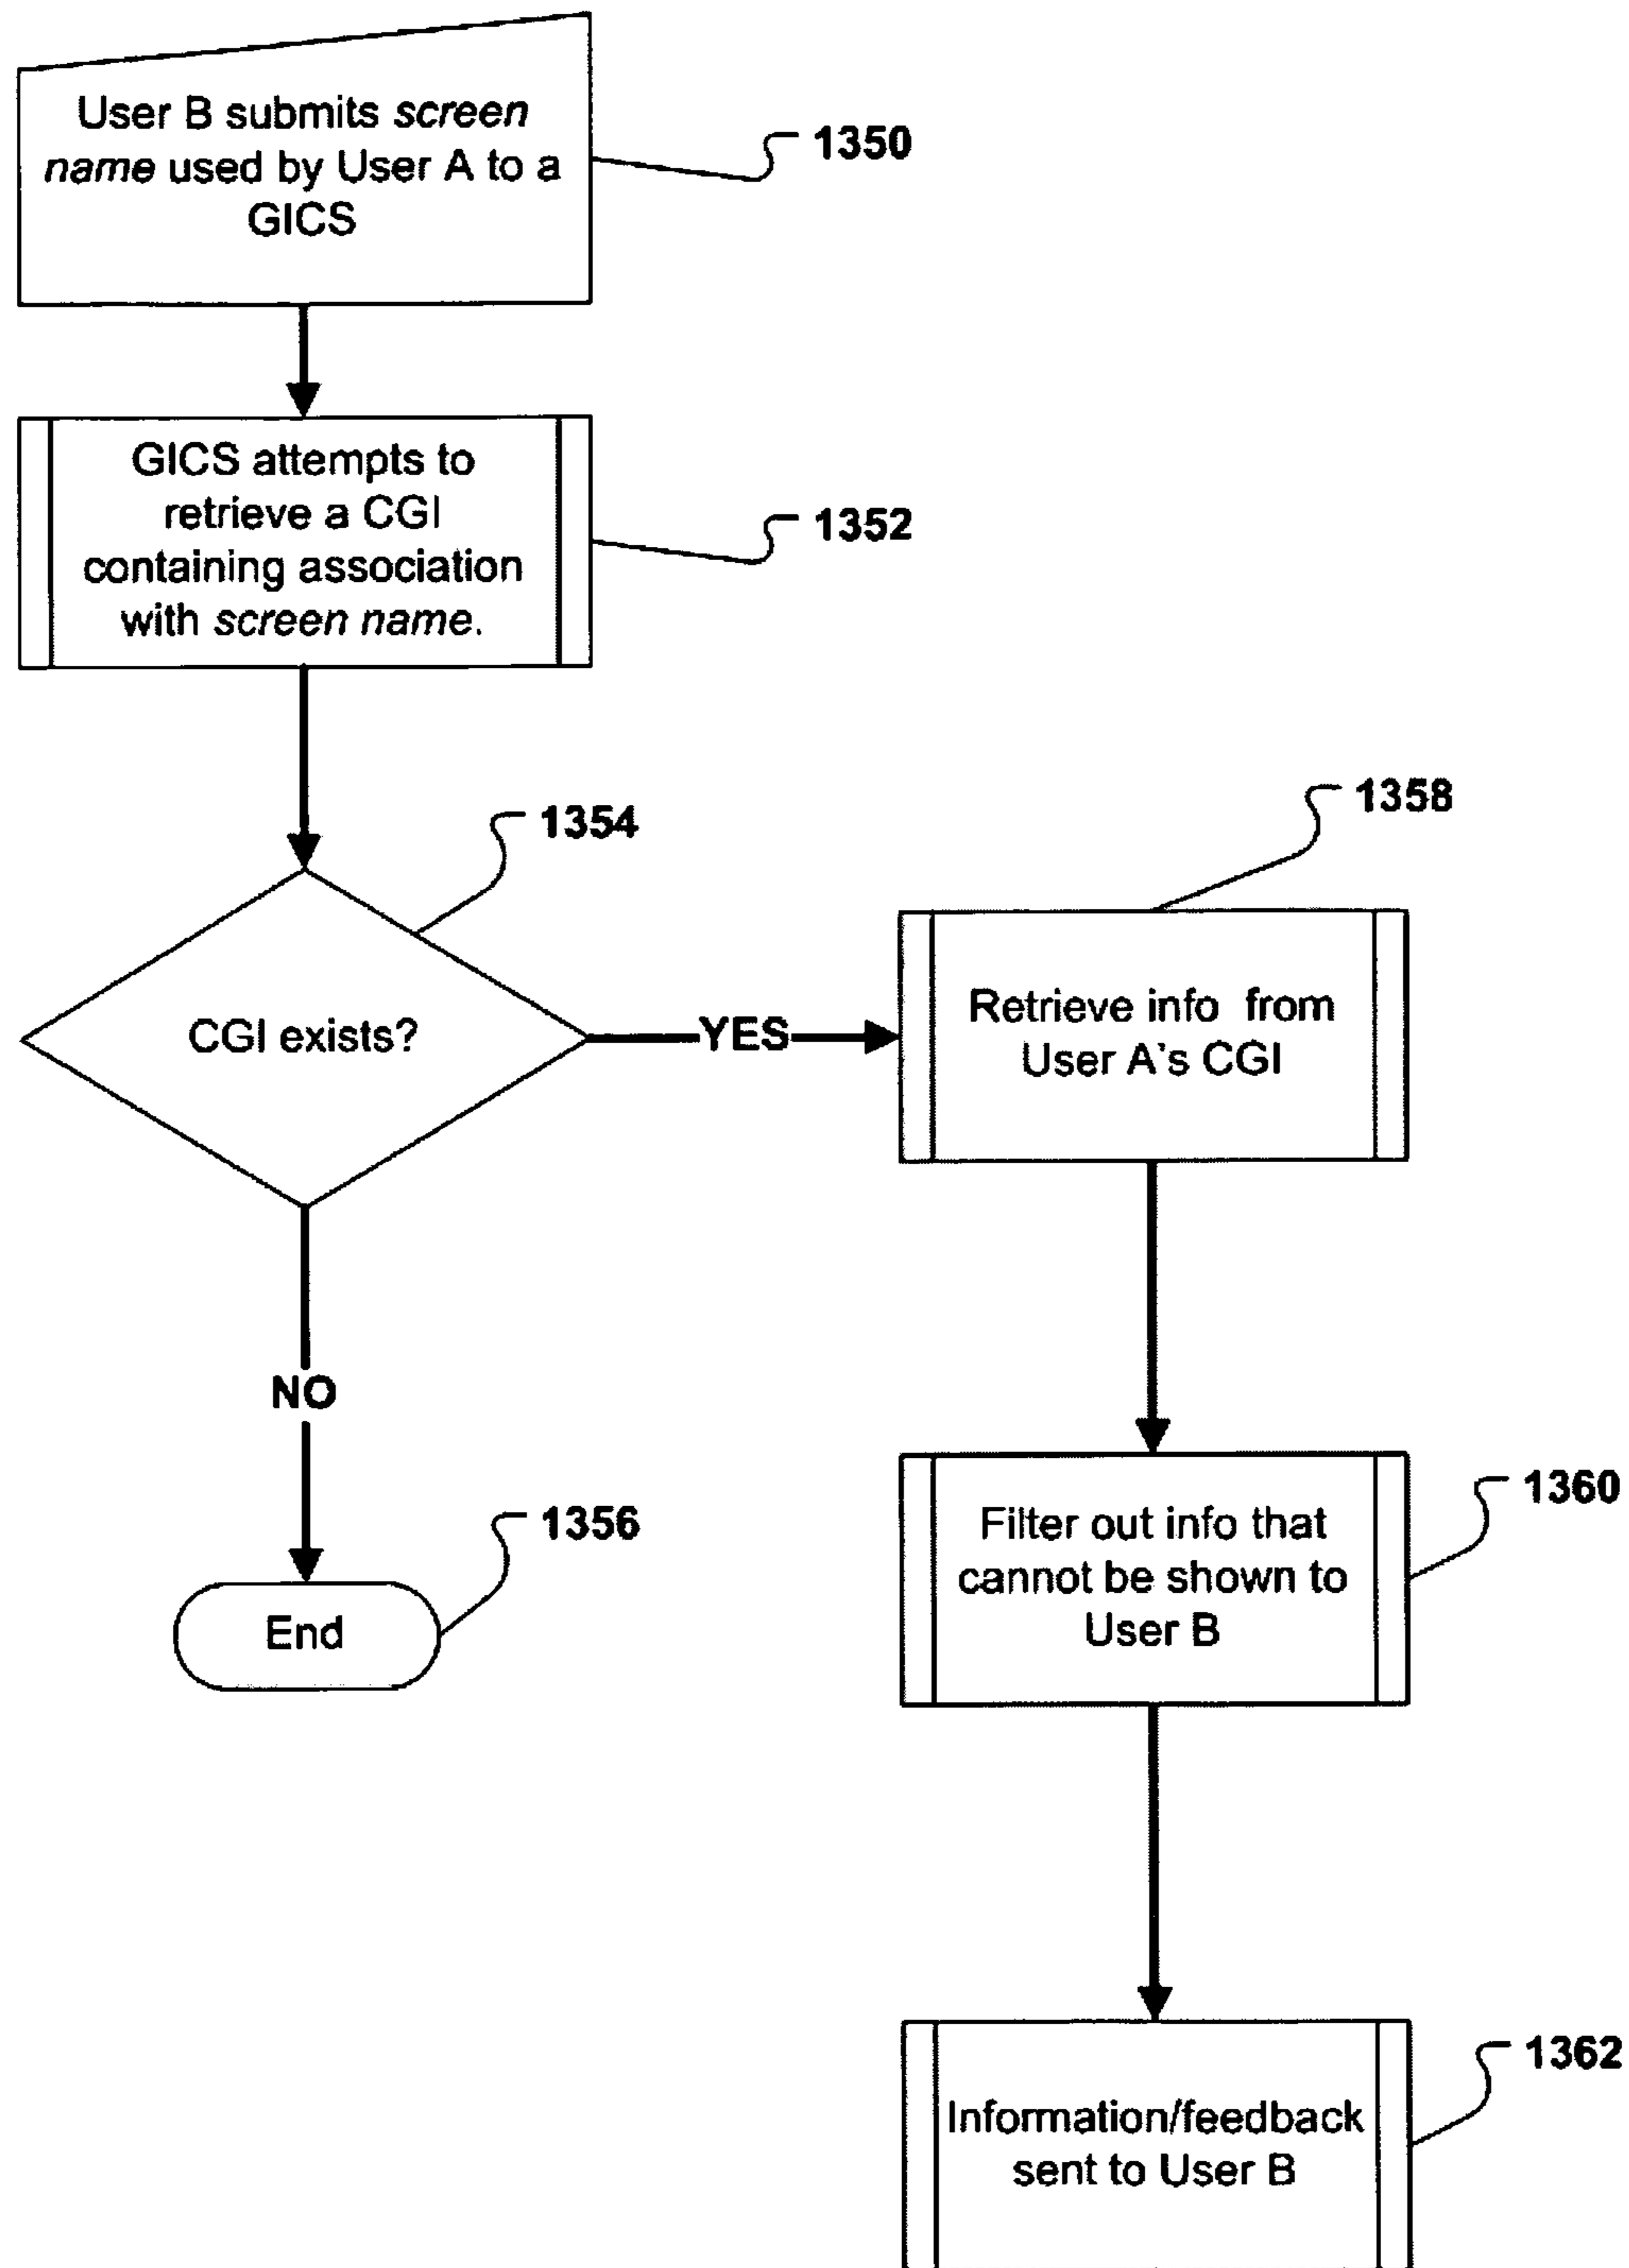 User B submits screen
name used by User A to a
GICS
1350
GICS attempts to
retrieve a CGI
containing association
with screen name.
1352
1354
CGI exists?
YES
1358
Retrieve info from
User A's CGI
NO
1356
End
1360
Filter out info that
cannot be shown to
User B
1362
Information/feedback
sent to User B